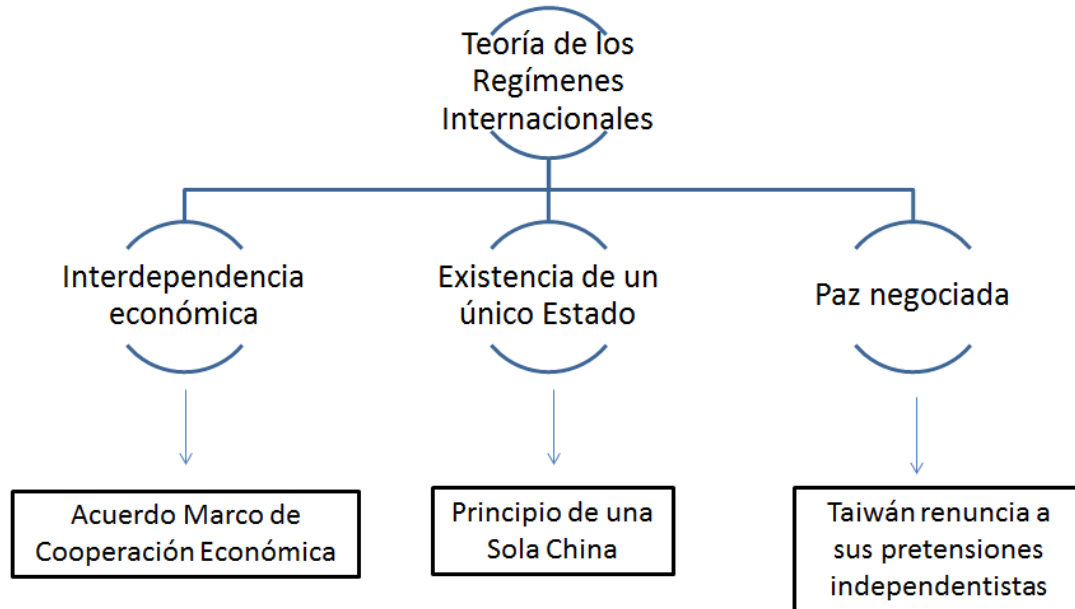 Teoría de los
Regímenes
Internacionales
Interdependencia
económica
Existencia de un
único Estado
Paz negociada
Acuerdo Marco de
Cooperación Económica
Principio de una
Sola China
Taiwán renuncia a
sus pretensiones
independentistas